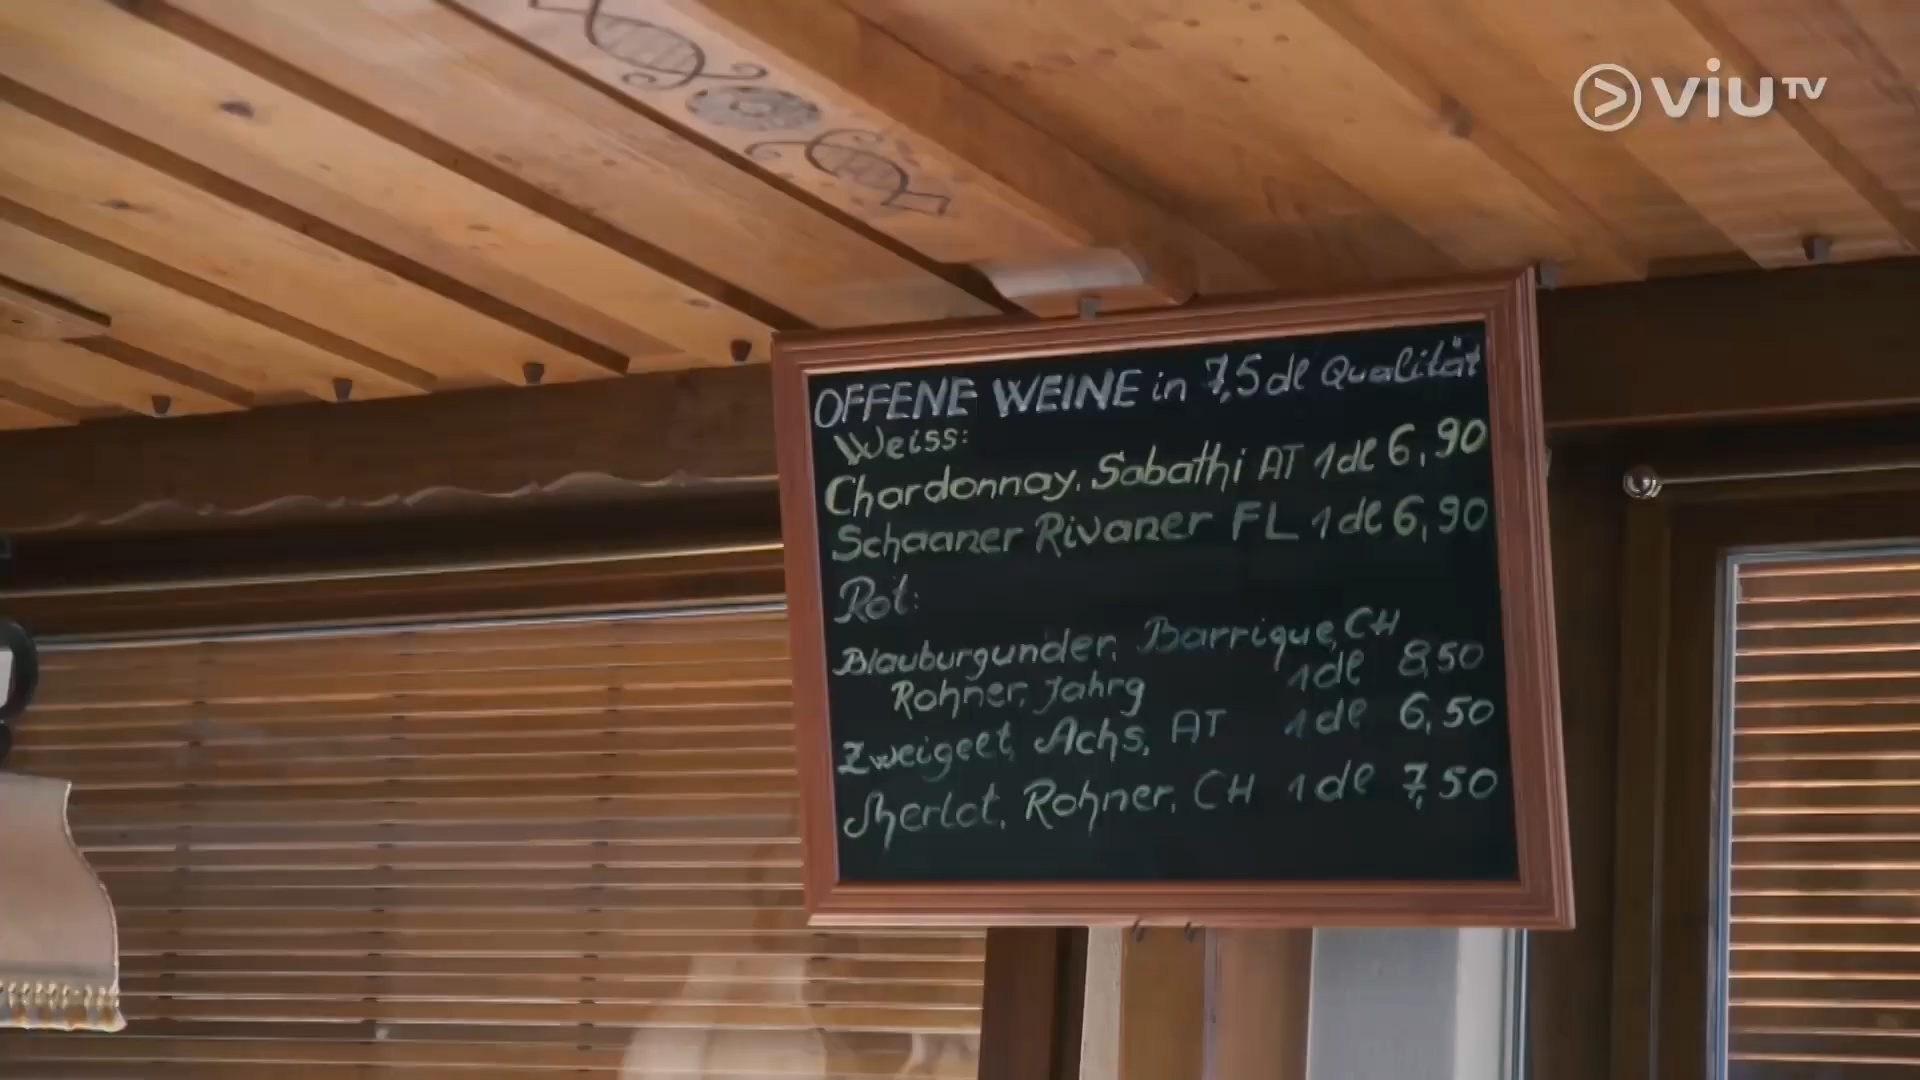 viu TV
OFFENE WEINE in 7,5 dl Qualität
Weiss:
Chardonnay, Sabathi AT 1dl 6,90
Schaaner Rivaner FL 1dl 6,90
Rot:
Blauburgunder, Barrique, CH
Rohner, Jahrg 1dl 8,50
Zweigelt, Achs, AT 1dl 6,50
Merlot, Rohner, CH 1dl 7,50